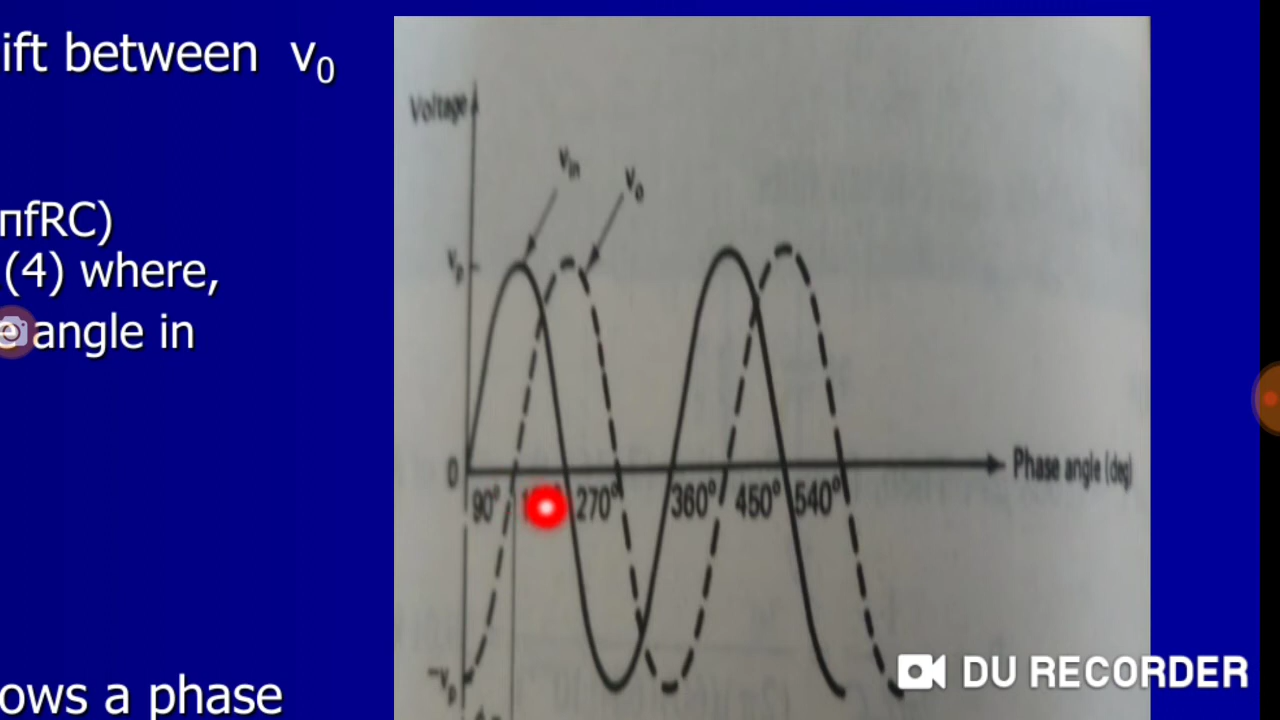 ift between v₀
πfRC)
(4) where,
angle in
ows a phase
Voltage
vin
v₀
vp
0
90°
270°
360°
450°
540°
Phase angle (deg)
-vp
DU RECORDER